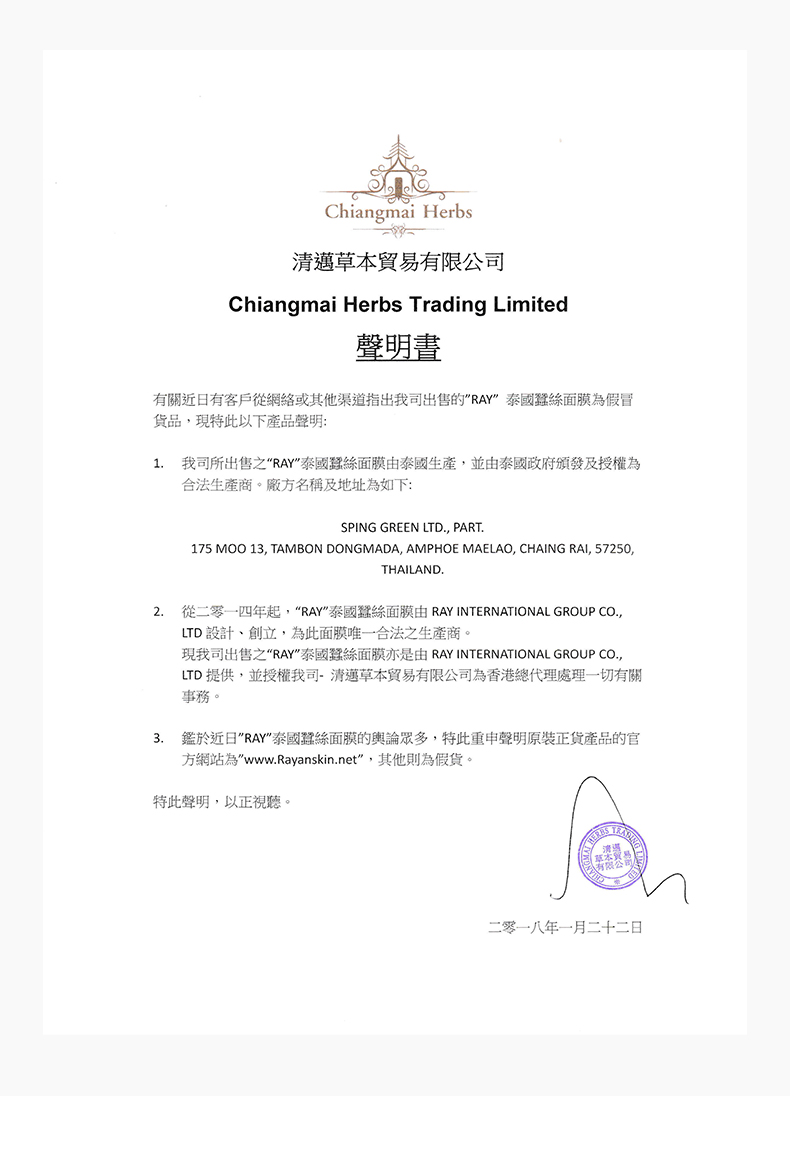 Chiangmai Herbs
清邁草本貿易有限公司
Chiangmai Herbs Trading Limited
聲明書
有關近日有客戶從網絡或其他渠道指出我司出售的”RAY” 泰國蠶絲面膜為假冒
貨品，現特此以下產品聲明:
1. 我司所出售之“RAY”泰國蠶絲面膜由泰國生產，並由泰國政府頒發及授權為
合法生產商。廠方名稱及地址為如下:
SPING GREEN LTD., PART.
175 MOO 13, TAMBON DONGMADA, AMPHOE MAELAO, CHAING RAI, 57250,
THAILAND.
2. 從二零一四年起，“RAY”泰國蠶絲面膜由 RAY INTERNATIONAL GROUP CO.,
LTD 設計、創立，為此面膜唯一合法之生產商。
現我司出售之“RAY”泰國蠶絲面膜亦是由 RAY INTERNATIONAL GROUP CO.,
LTD 提供，並授權我司- 清邁草本貿易有限公司為香港總代理處理一切有關
事務。
3. 鑑於近日”RAY”泰國蠶絲面膜的輿論眾多，特此重申聲明原裝正貨產品的官
方網站為”www.Rayanskin.net”，其他則為假貨。
特此聲明，以正視聽。
CHIANGMAI HERBS TRADING LIMITED
清邁
草本貿易
有限公司
二零一八年一月二十二日